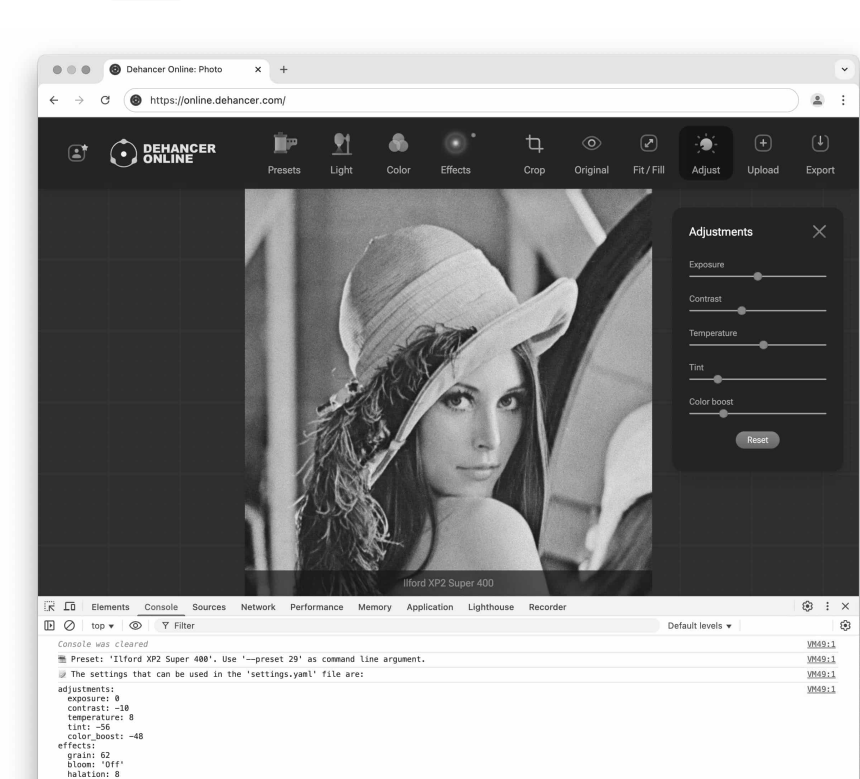 Dehancer Online: Photo
https://online.dehancer.com/
DEHANCER
ONLINE
Presets
Light
Color
Effects
Crop
Original
Fit / Fill
Adjust
Upload
Export
Adjustments
Exposure
Contrast
Temperature
Tint
Color boost
Reset
Ilford XP2 Super 400
Elements Console Sources Network Performance Memory Application Lighthouse Recorder
top Filter Default levels
Console was cleared VM49:1
Preset: 'Ilford XP2 Super 400'. Use '--preset 29' as command line argument. VM49:1
The settings that can be used in the 'settings.yaml' file are: VM49:1
adjustments: VM49:1
exposure: 0
contrast: -10
temperature: 8
tint: -56
color_boost: -48
effects:
grain: 62
bloom: 'Off'
halation: 8